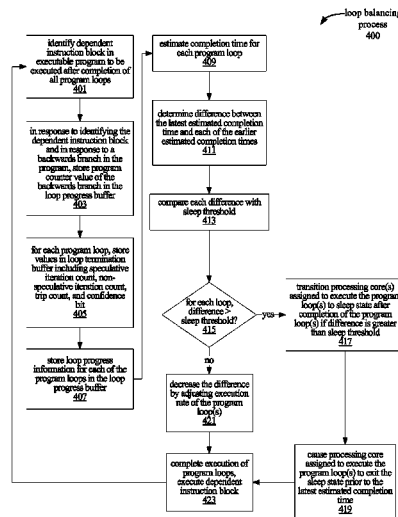 loop balancing
process
400
identify dependent
instruction block in
executable program to be
executed after completion of
all program loops
401
in response to identifying the
dependent instruction block
and in response to a
backwards branch in the
program, store program
counter value of the
backwards branch in the
loop progress buffer
403
for each program loop, store
values in loop termination
buffer including speculative
iteration count, non-
speculative iteration count,
trip count, and confidence
bit
405
store loop progress
information for each of the
program loops in the loop
progress buffer
407
estimate completion time for
each program loop
409
determine difference between
the latest estimated completion
time and each of the earlier
estimated completion times
411
compare each difference with
sleep threshold
413
for each loop,
difference >
sleep threshold?
415
yes
no
transition processing core(s)
assigned to execute the program
loop(s) to sleep state after
completion of the program
loop(s) if difference is greater
than sleep threshold
417
decrease the difference
by adjusting execution
rate of the program
loop(s)
421
cause processing core
assigned to execute the
program loop(s) to exit the
sleep state prior to the
latest estimated completion
time
419
complete execution of
program loops,
execute dependent
instruction block
423